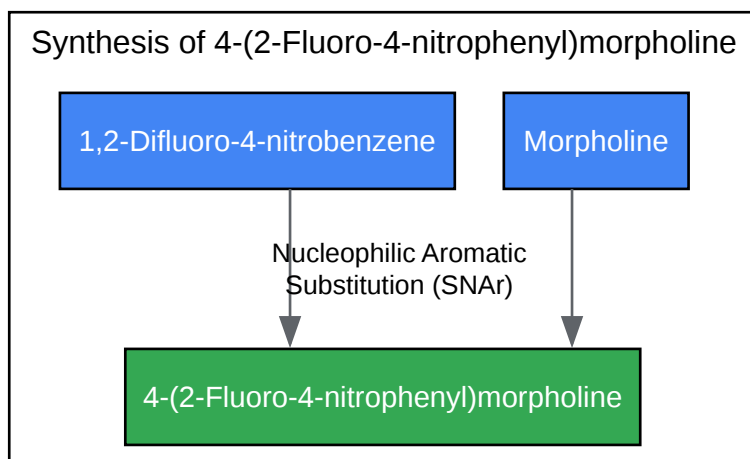 Synthesis of 4-(2-Fluoro-4-nitrophenyl)morpholine
1,2-Difluoro-4-nitrobenzene
Morpholine
Nucleophilic Aromatic
Substitution (SNAr)
4-(2-Fluoro-4-nitrophenyl)morpholine